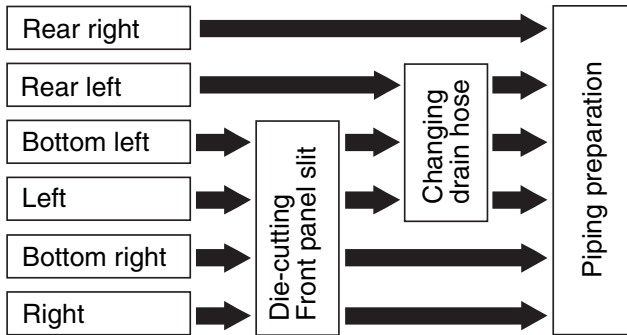 Rear right
Rear left
Bottom left
Left
Bottom right
Right
Die-cutting
Front panel slit
Changing
drain hose
Piping preparation